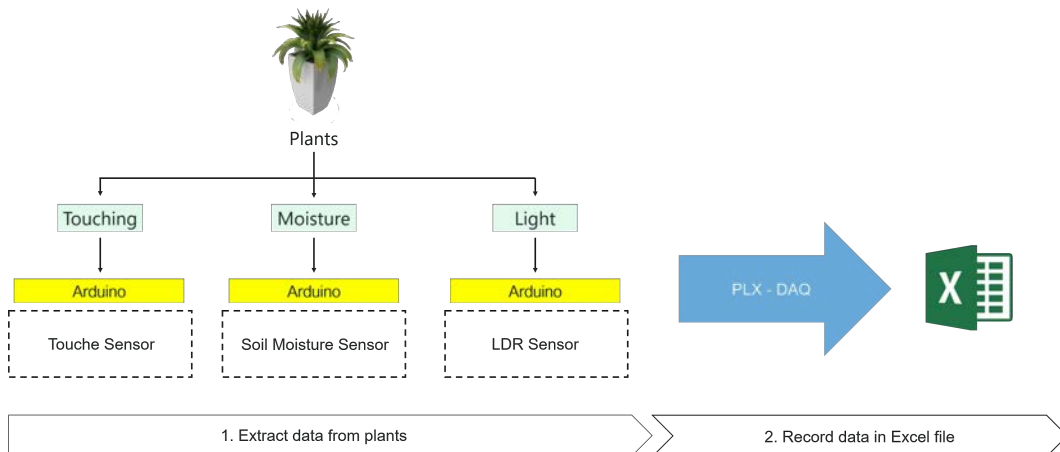 Plants
Touching
Moisture
Light
Arduino
Arduino
Arduino
Touche Sensor
Soil Moisture Sensor
LDR Sensor
PLX - DAQ
X
1. Extract data from plants
2. Record data in Excel file